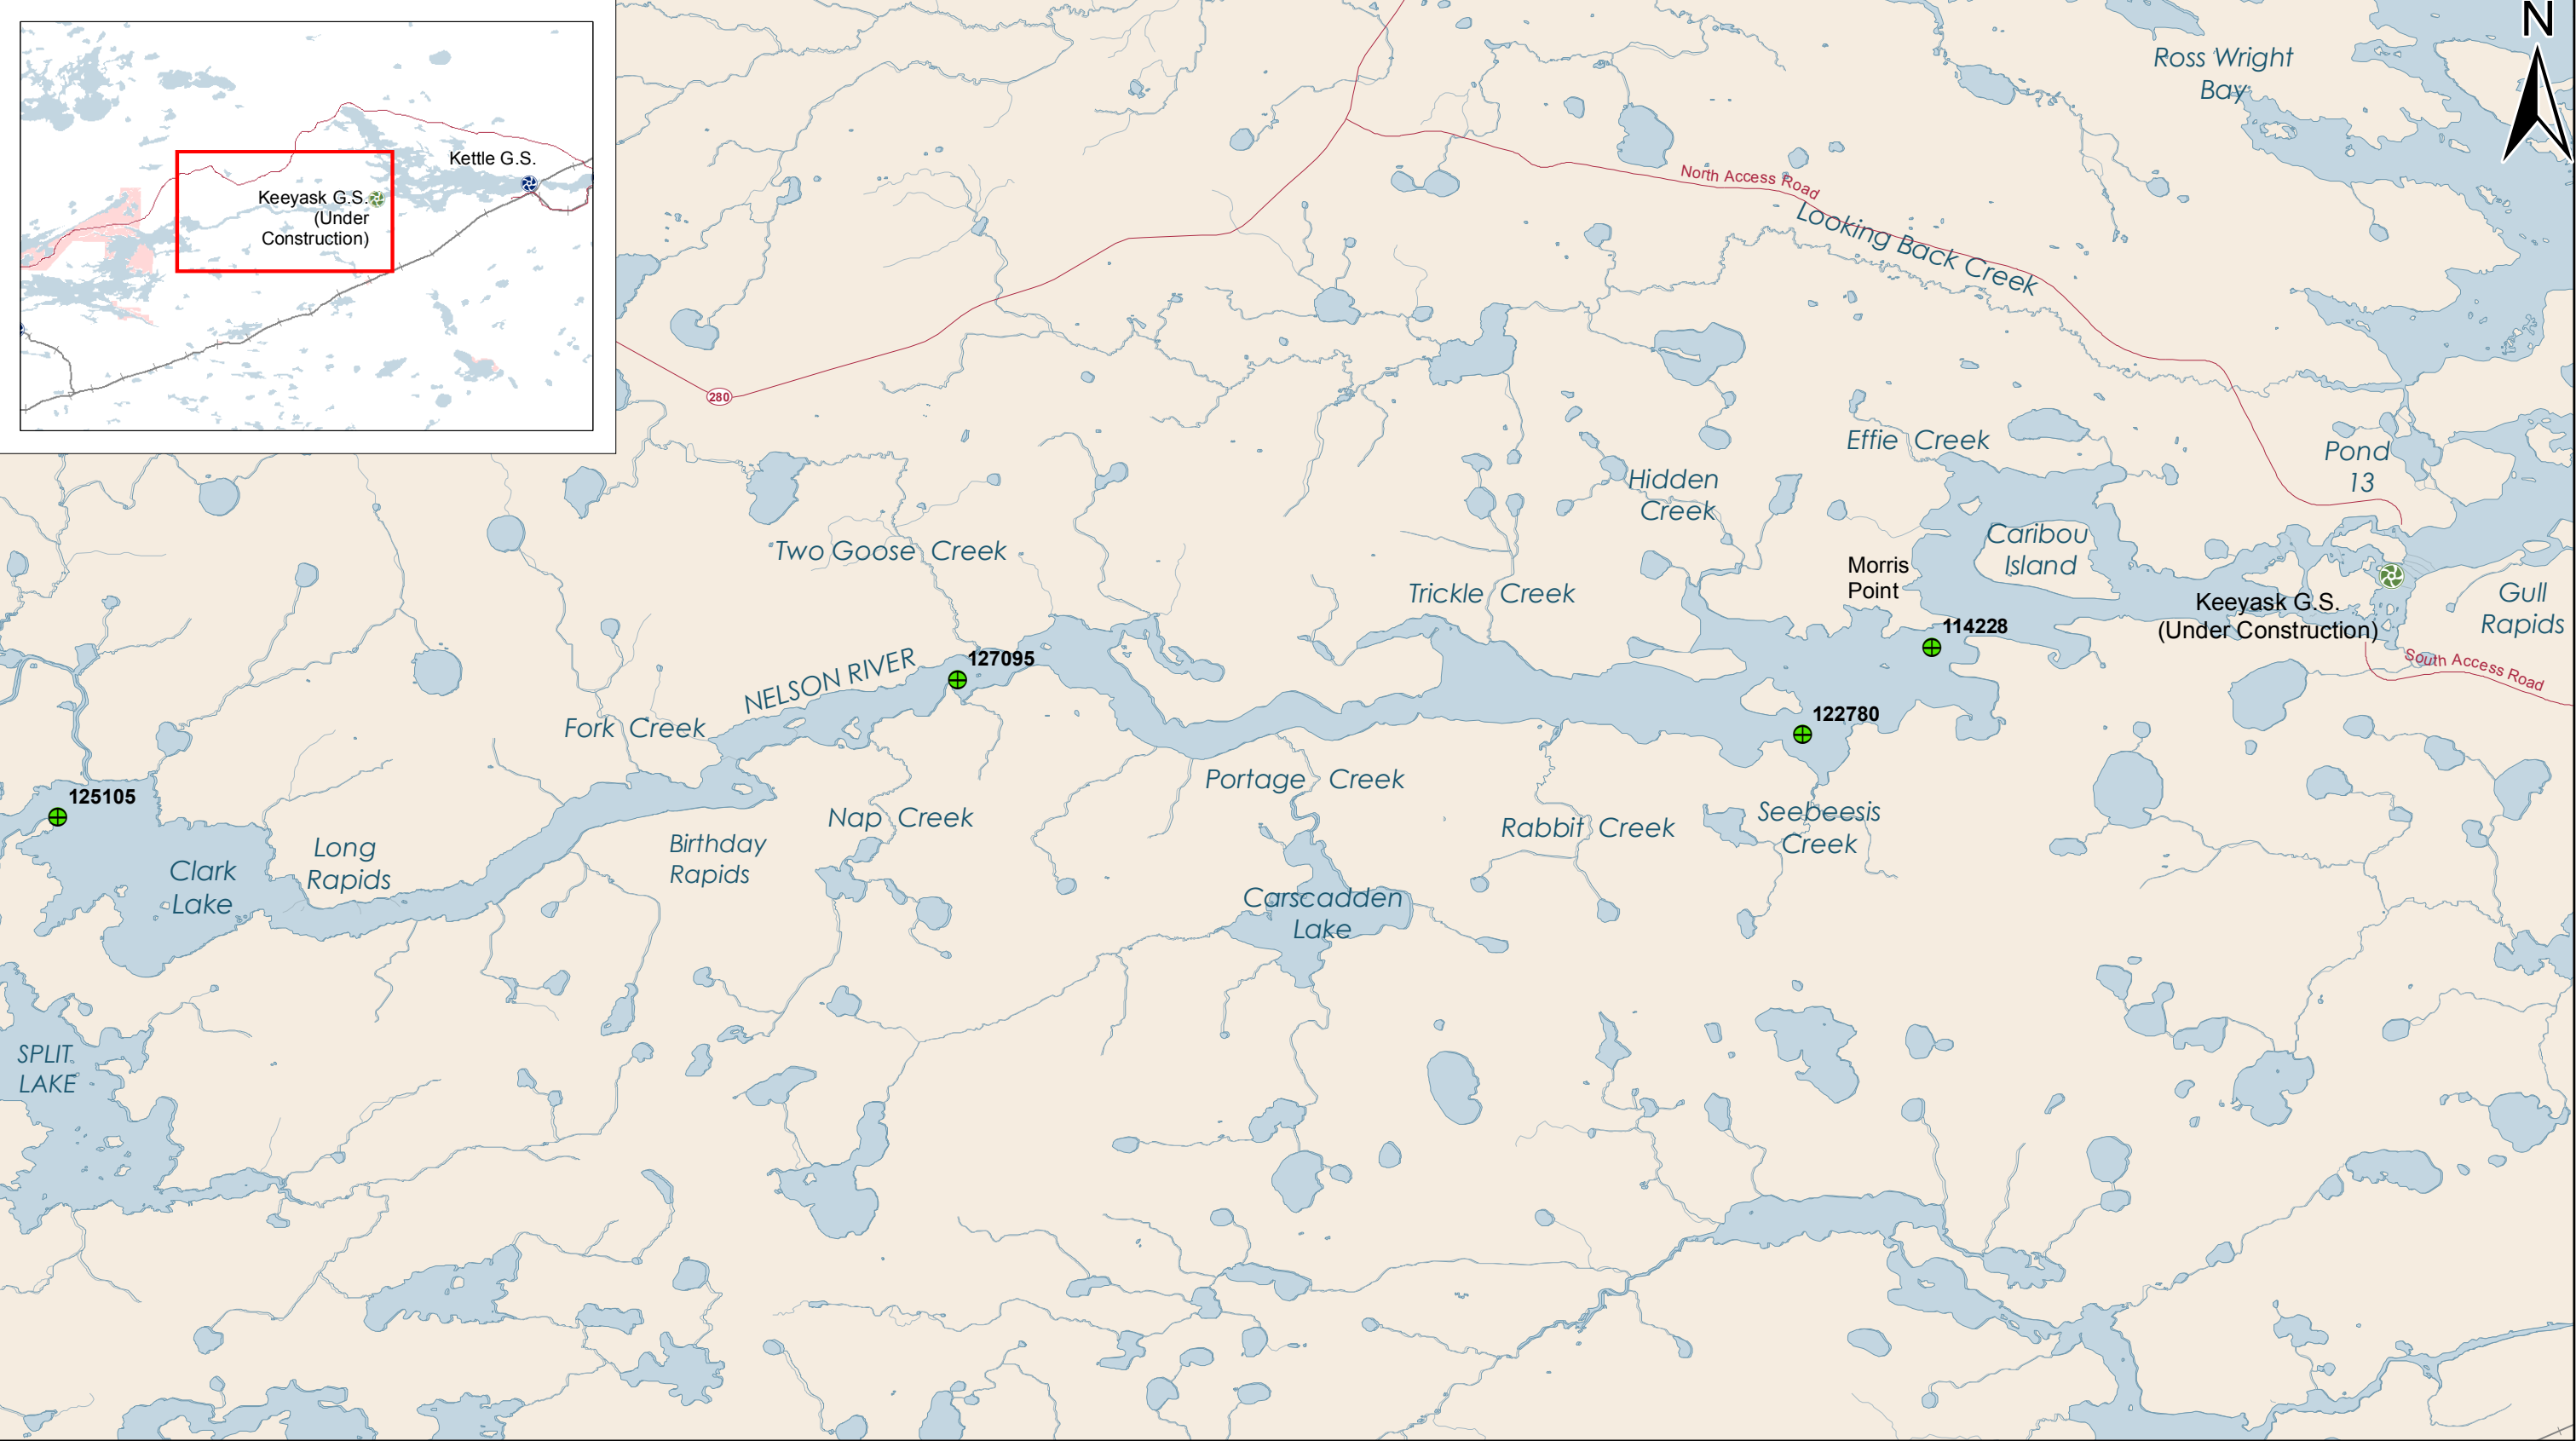 N
Ross Wright
Bay
Kettle G.S.
Keeyask G.S.
(Under
Construction)
North Access Road
Looking Back Creek
280
Effie Creek
Pond
13
Hidden
Creek
Two Goose Creek
Caribou
Island
Morris
Point
Trickle Creek
Keeyask G.S.
(Under Construction)
Gull
Rapids
114228
South Access Road
127095
NELSON RIVER
122780
Fork Creek
Portage Creek
125105
Nap Creek
Rabbit Creek
Seebeesis
Creek
Birthday
Rapids
Long
Rapids
Clark
Lake
Carscadden
Lake
SPLIT
LAKE